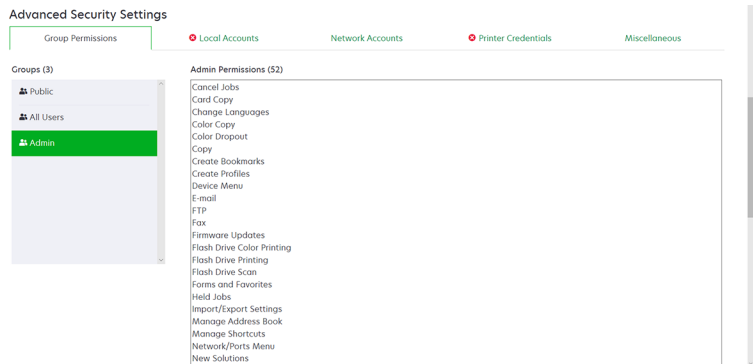 Advanced Security Settings
Group Permissions
Local Accounts
Network Accounts
Printer Credentials
Miscellaneous
Groups (3)
Public
All Users
Admin
Admin Permissions (52)
Cancel Jobs
Card Copy
Change Languages
Color Copy
Color Dropout
Copy
Create Bookmarks
Create Profiles
Device Menu
E-mail
FTP
Fax
Firmware Updates
Flash Drive Color Printing
Flash Drive Printing
Flash Drive Scan
Forms and Favorites
Held Jobs
Import/Export Settings
Manage Address Book
Manage Shortcuts
Network/Ports Menu
New Solutions